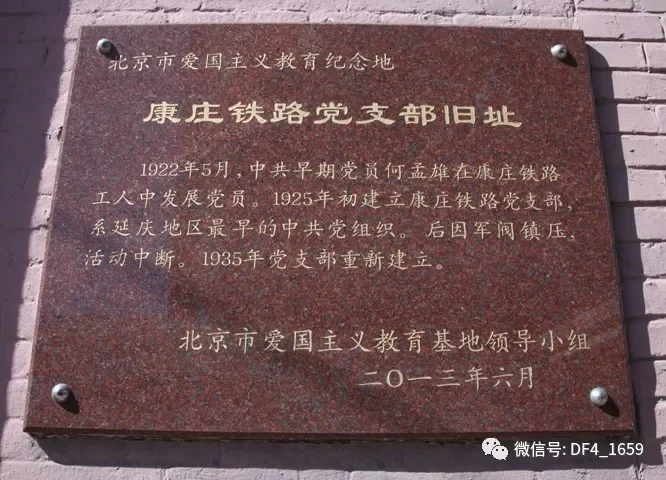 北京市爱国主义教育纪念地
康庄铁路党支部旧址
1922年5月,中共早期党员何孟雄在康庄铁路
工人中发展党员。1925年初建立康庄铁路党支部,
系延庆地区最早的中共党组织。后因军阀镇压,
活动中断。1935年党支部重新建立。
北京市爱国主义教育基地领导小组
二〇一三年六月
微信号: DF4_1659